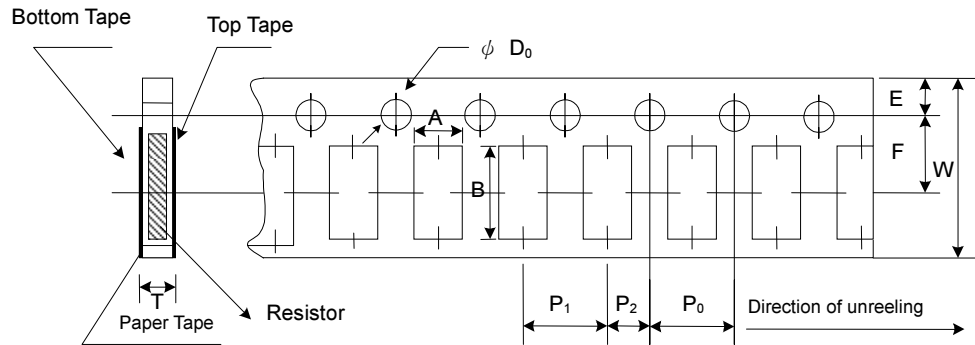 Bottom Tape
Top Tape
φ D₀
E
A
F
W
B
T
P₁
P₂
P₀
Direction of unreeling
Resistor
Paper Tape